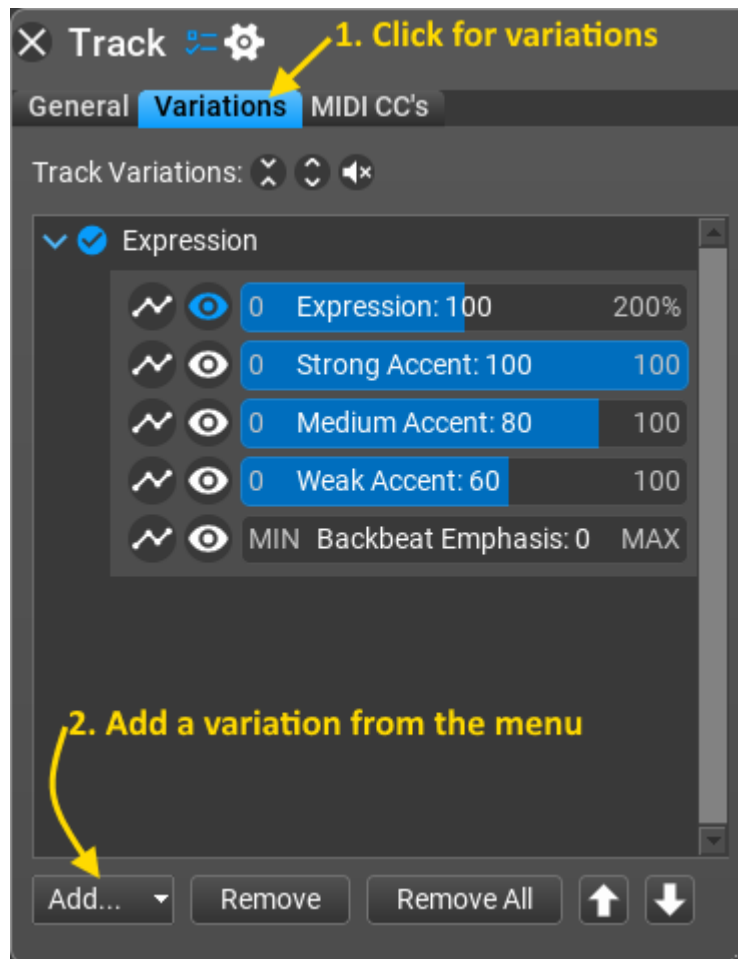 Track
1. Click for variations
General Variations MIDI CC's
Track Variations:
Expression
0 Expression: 100 200%
0 Strong Accent: 100 100
0 Medium Accent: 80 100
0 Weak Accent: 60 100
MIN Backbeat Emphasis: 0 MAX
2. Add a variation from the menu
Add... Remove Remove All